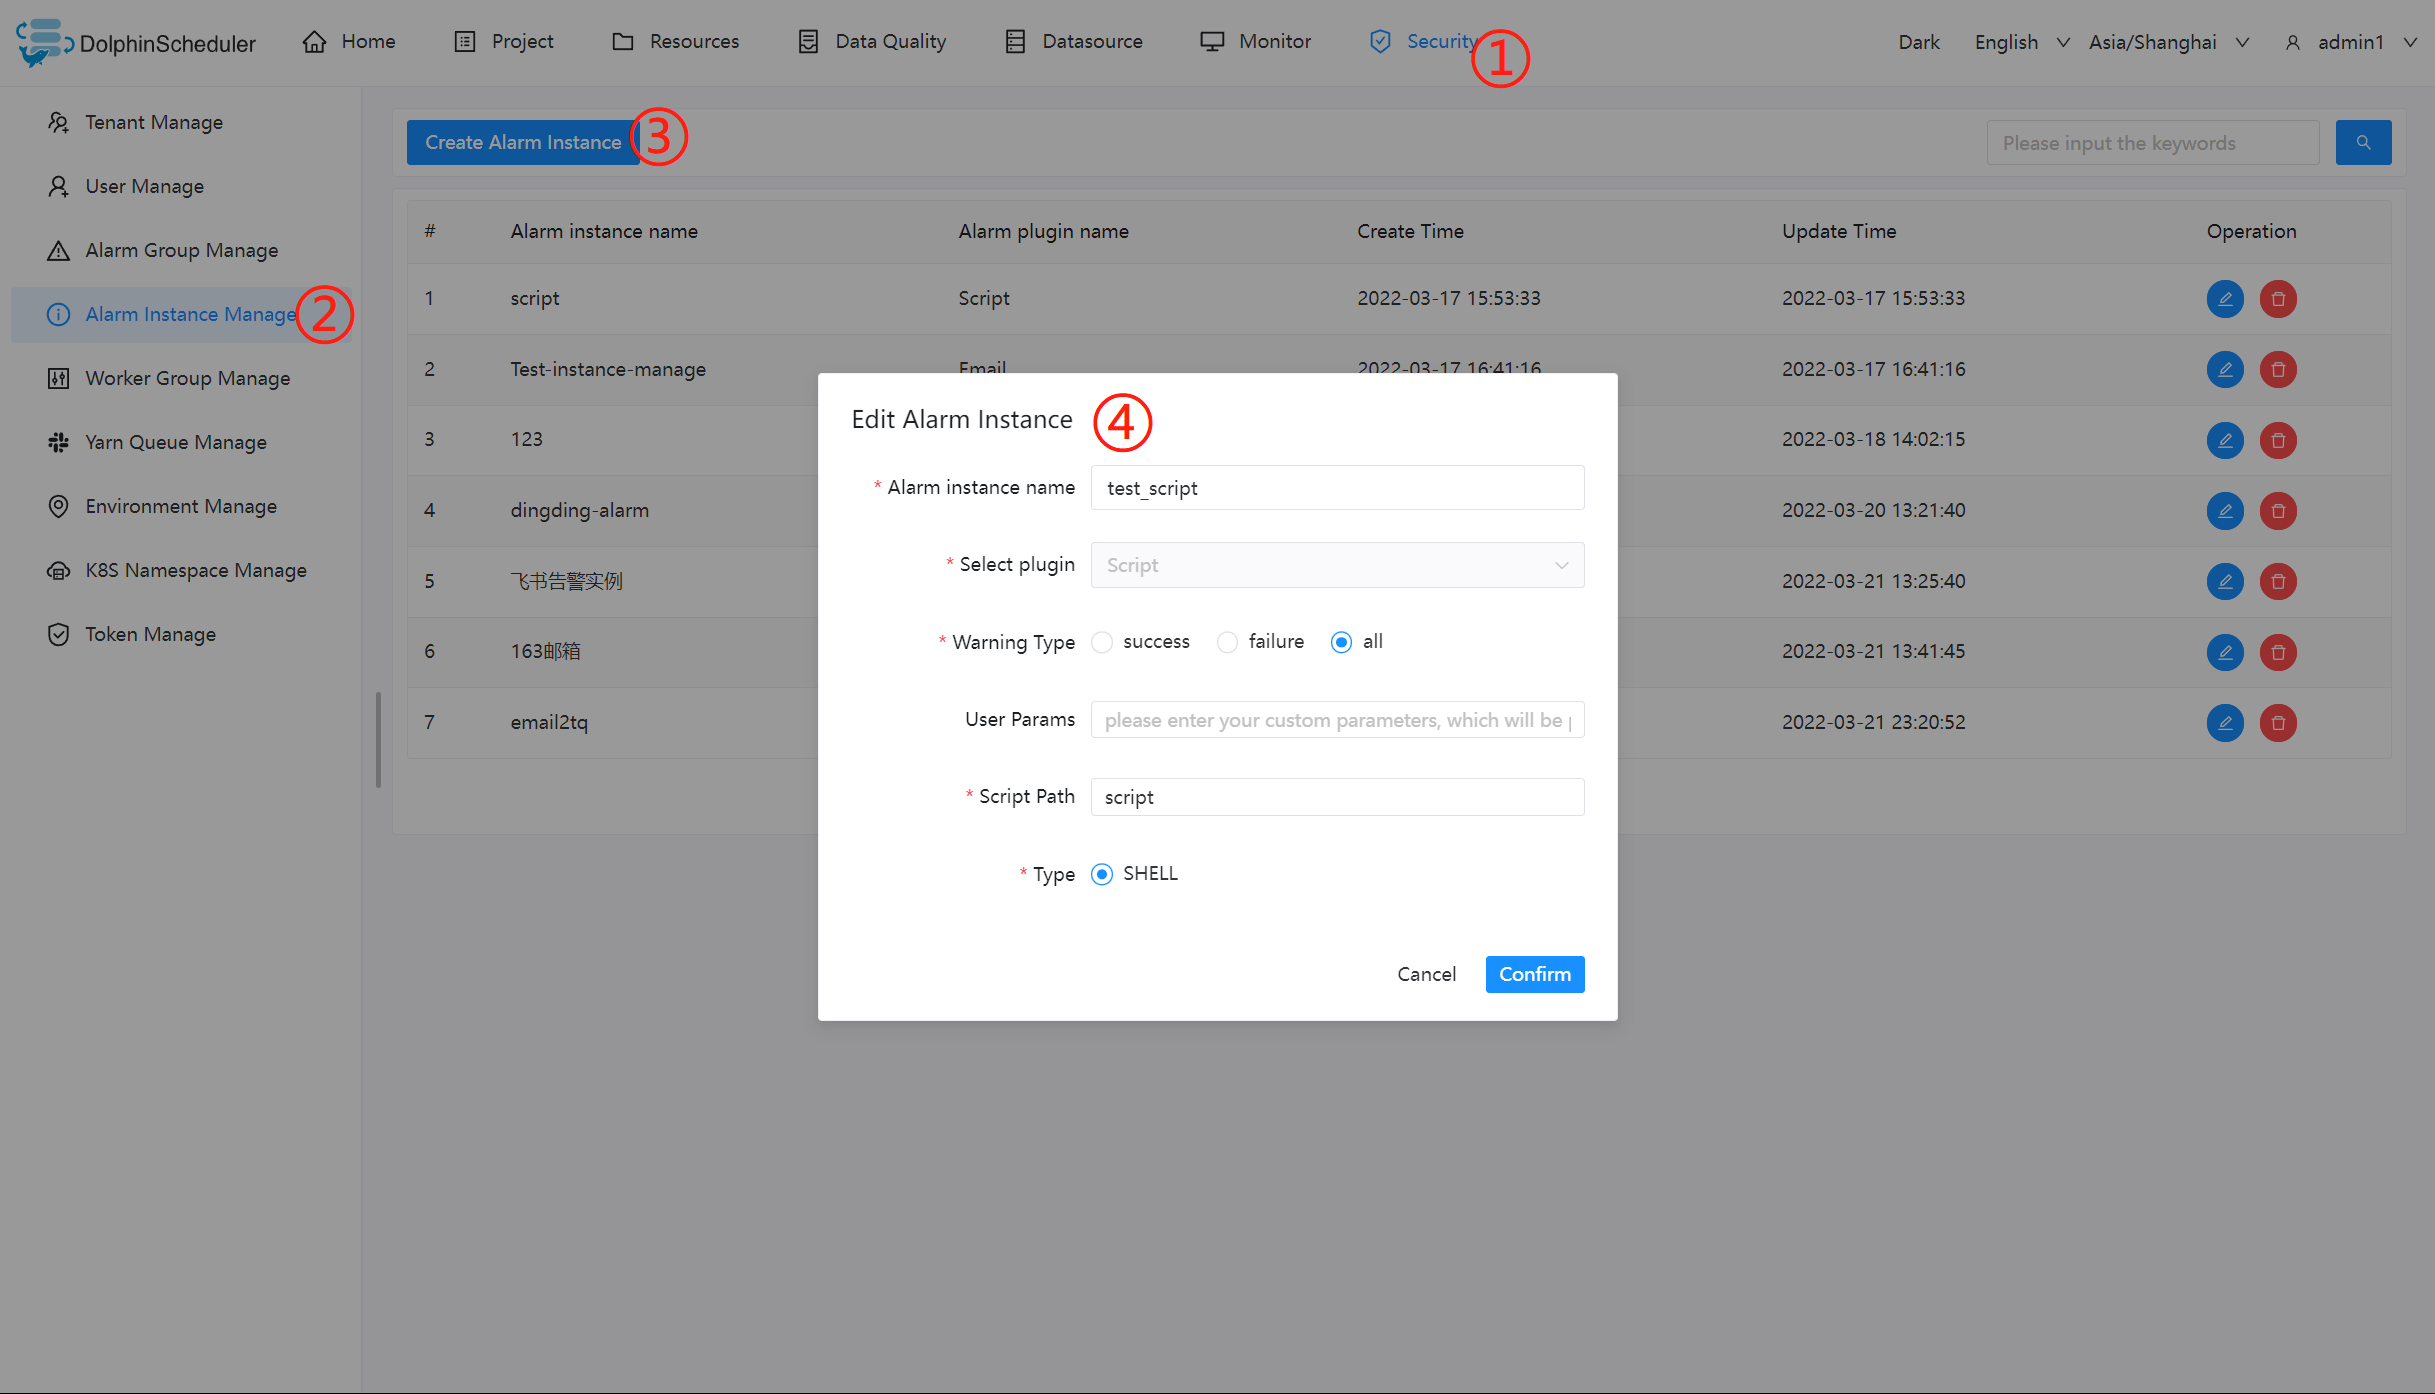 DolphinScheduler Home Project Resources Data Quality Datasource Monitor Security ① Dark English Asia/Shanghai admin1
Tenant Manage
User Manage
Alarm Group Manage
Alarm Instance Manage ②
Worker Group Manage
Yarn Queue Manage
Environment Manage
K8S Namespace Manage
Token Manage
Create Alarm Instance ③ Please input the keywords
# Alarm instance name Alarm plugin name Create Time Update Time Operation
1 script Script 2022-03-17 15:53:33 2022-03-17 15:53:33
2 Test-instance-manage Email 2022-03-17 16:41:16 2022-03-17 16:41:16
3 123 2022-03-18 14:02:15
4 dingding-alarm 2022-03-20 13:21:40
5 飞书告警实例 2022-03-21 13:25:40
6 163邮箱 2022-03-21 13:41:45
7 email2tq 2022-03-21 23:20:52
Edit Alarm Instance ④
* Alarm instance name test_script
* Select plugin Script
* Warning Type success failure all
User Params please enter your custom parameters, which will be
* Script Path script
* Type SHELL
Cancel Confirm